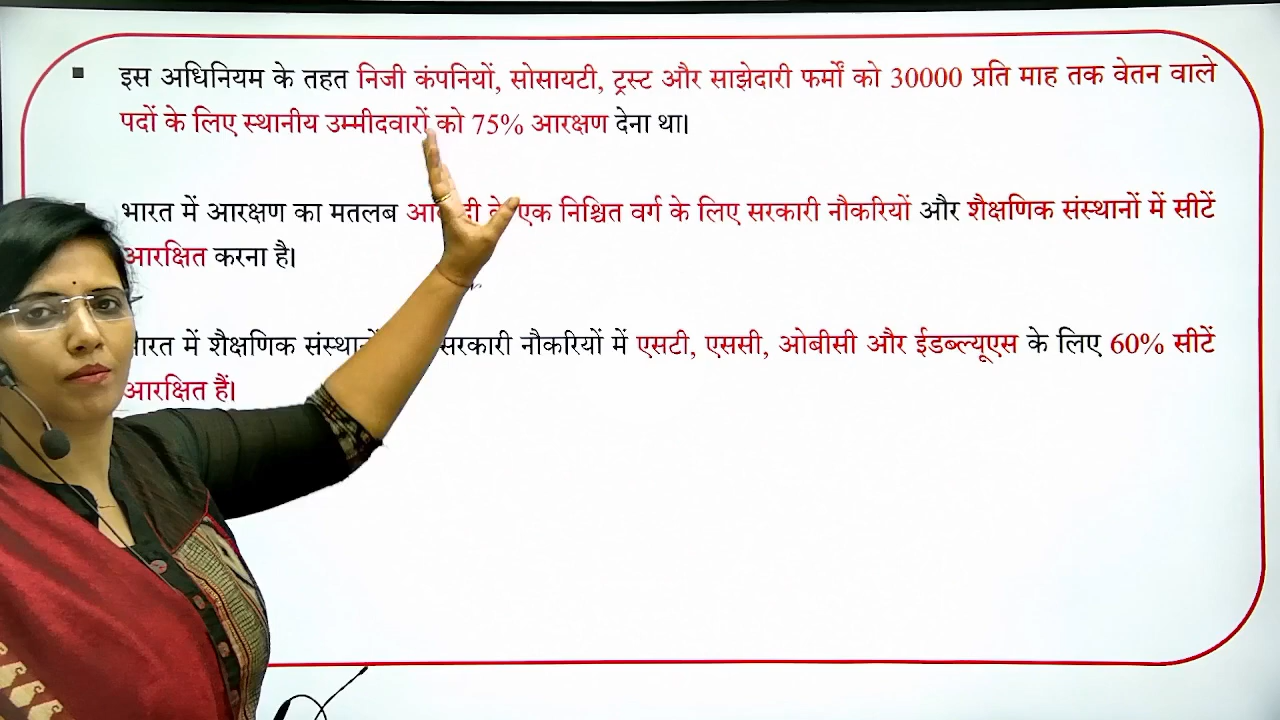 इस अधिनियम के तहत निजी कंपनियों, सोसायटी, ट्रस्ट और साझेदारी फर्मों को 30000 प्रति माह तक वेतन वाले
पदों के लिए स्थानीय उम्मीदवारों को 75% आरक्षण देना था।
भारत में आरक्षण का मतलब एक निश्चित वर्ग के लिए सरकारी नौकरियों और शैक्षणिक संस्थानों में सीटें
आरक्षित करना है।
में शैक्षणिक सरकारी नौकरियों में एसटी, एससी, ओबीसी और ईडब्ल्यूएस के लिए 60% सीटें
आरक्षित हैं।